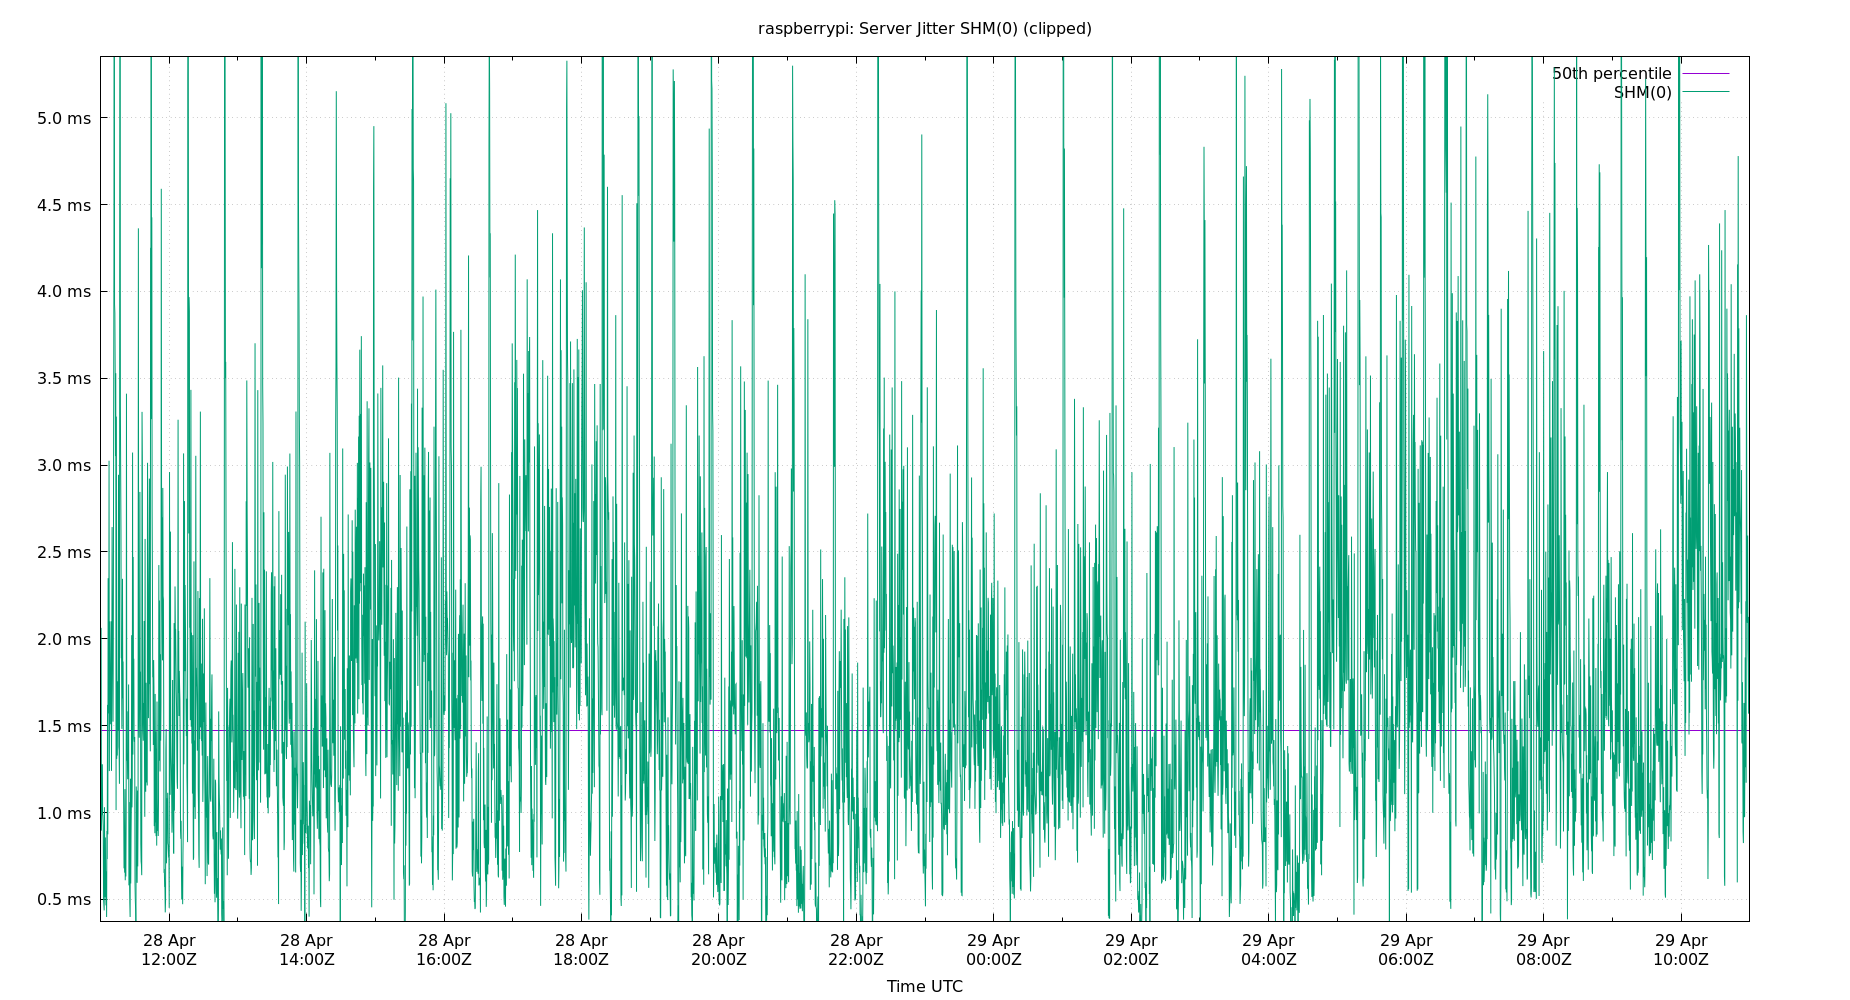 raspberrypi: Server Jitter SHM(0) (clipped)
50th percentile
SHM(0)
5.0 ms
4.5 ms
4.0 ms
3.5 ms
3.0 ms
2.5 ms
2.0 ms
1.5 ms
1.0 ms
0.5 ms
28 Apr 28 Apr 28 Apr 28 Apr 28 Apr 28 Apr 29 Apr 29 Apr 29 Apr 29 Apr 29 Apr 29 Apr
12:00Z 14:00Z 16:00Z 18:00Z 20:00Z 22:00Z 00:00Z 02:00Z 04:00Z 06:00Z 08:00Z 10:00Z
Time UTC